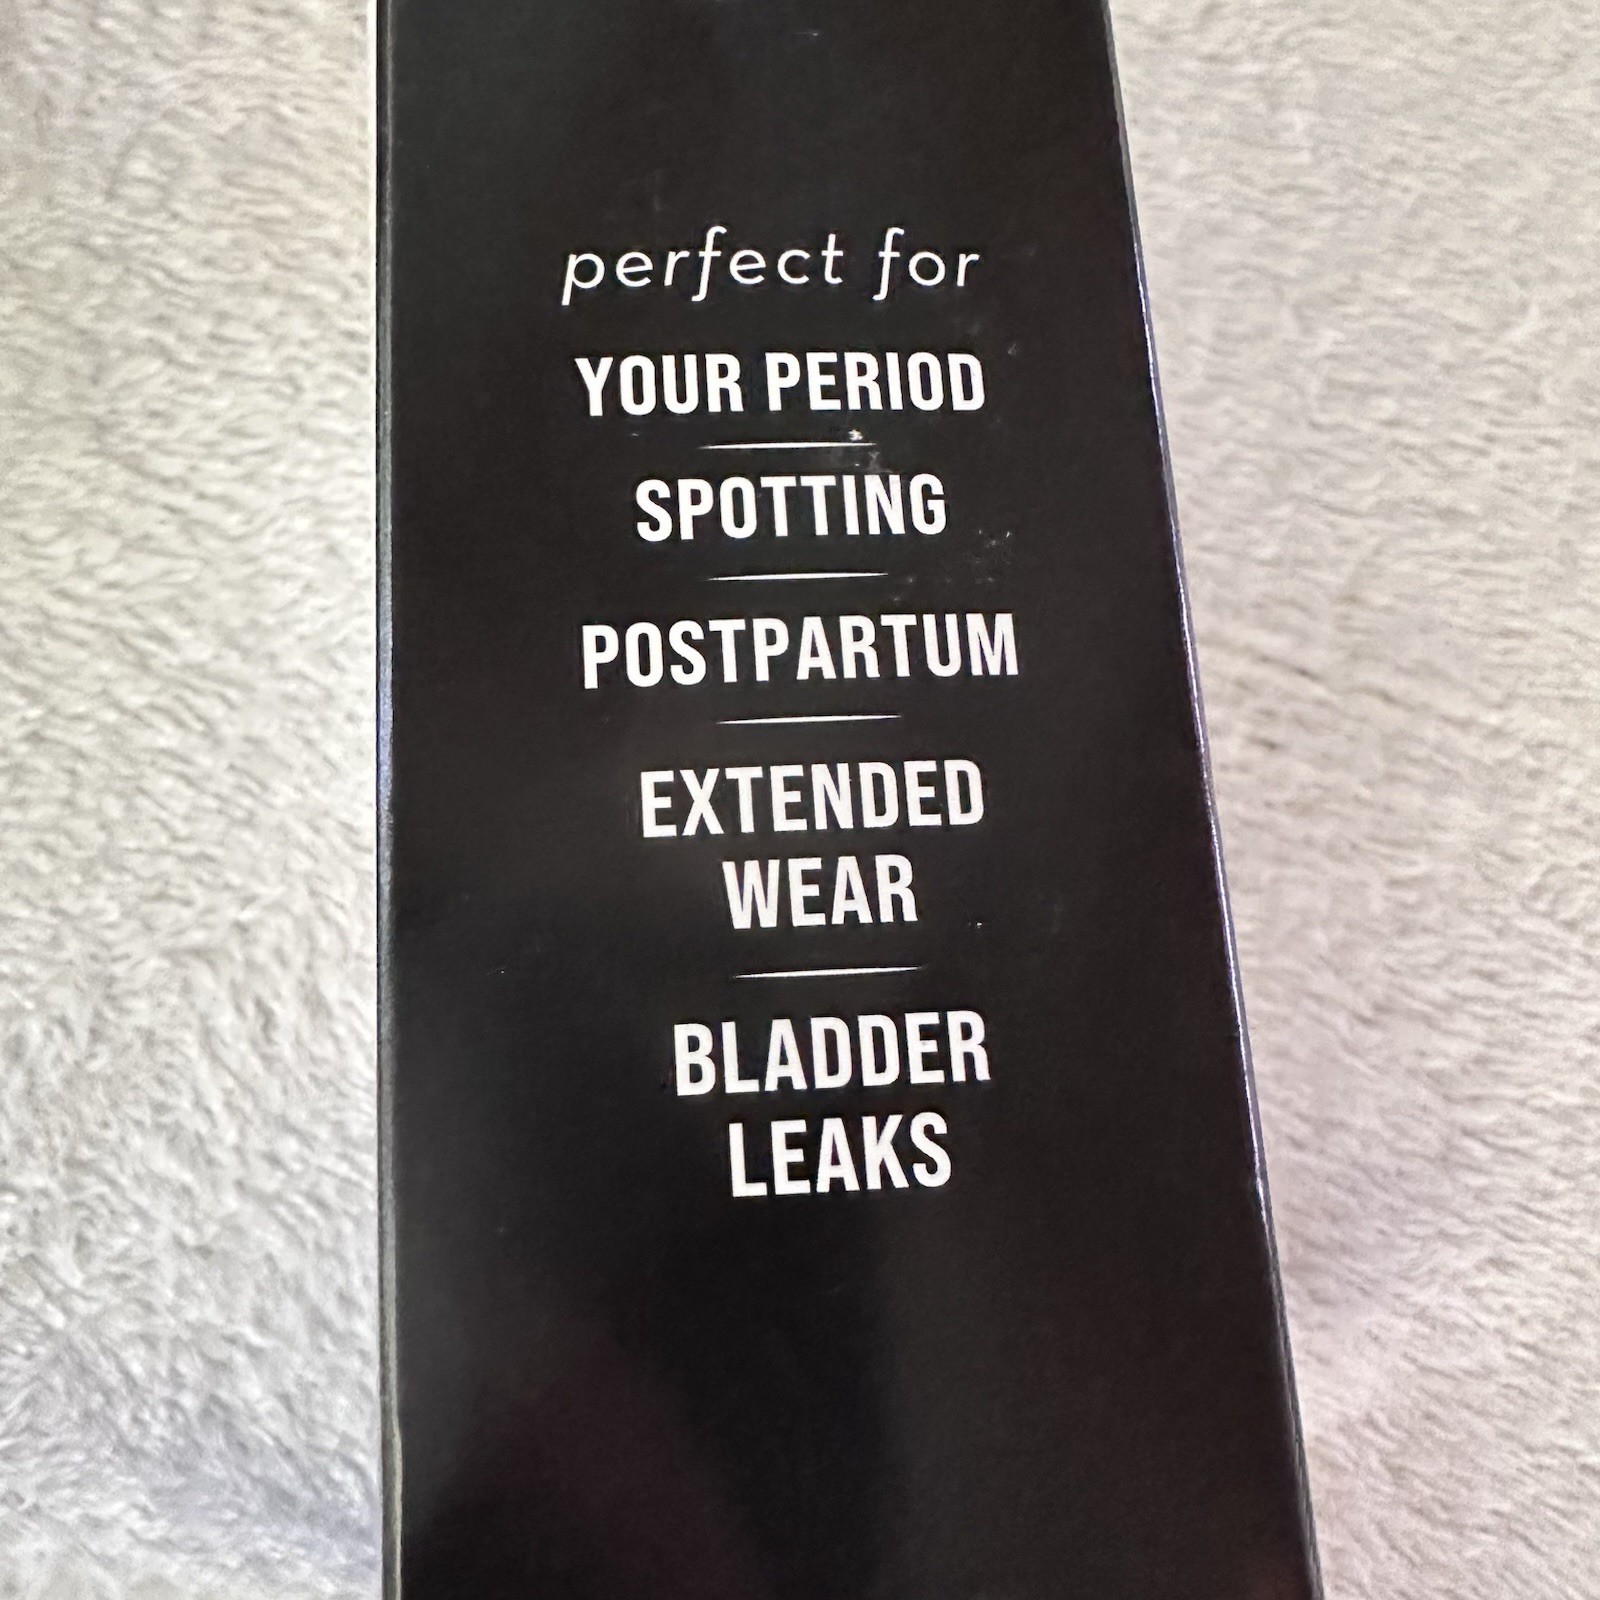 perfect for
YOUR PERIOD
SPOTTING
POSTPARTUM
EXTENDED
WEAR
BLADDER
LEAKS